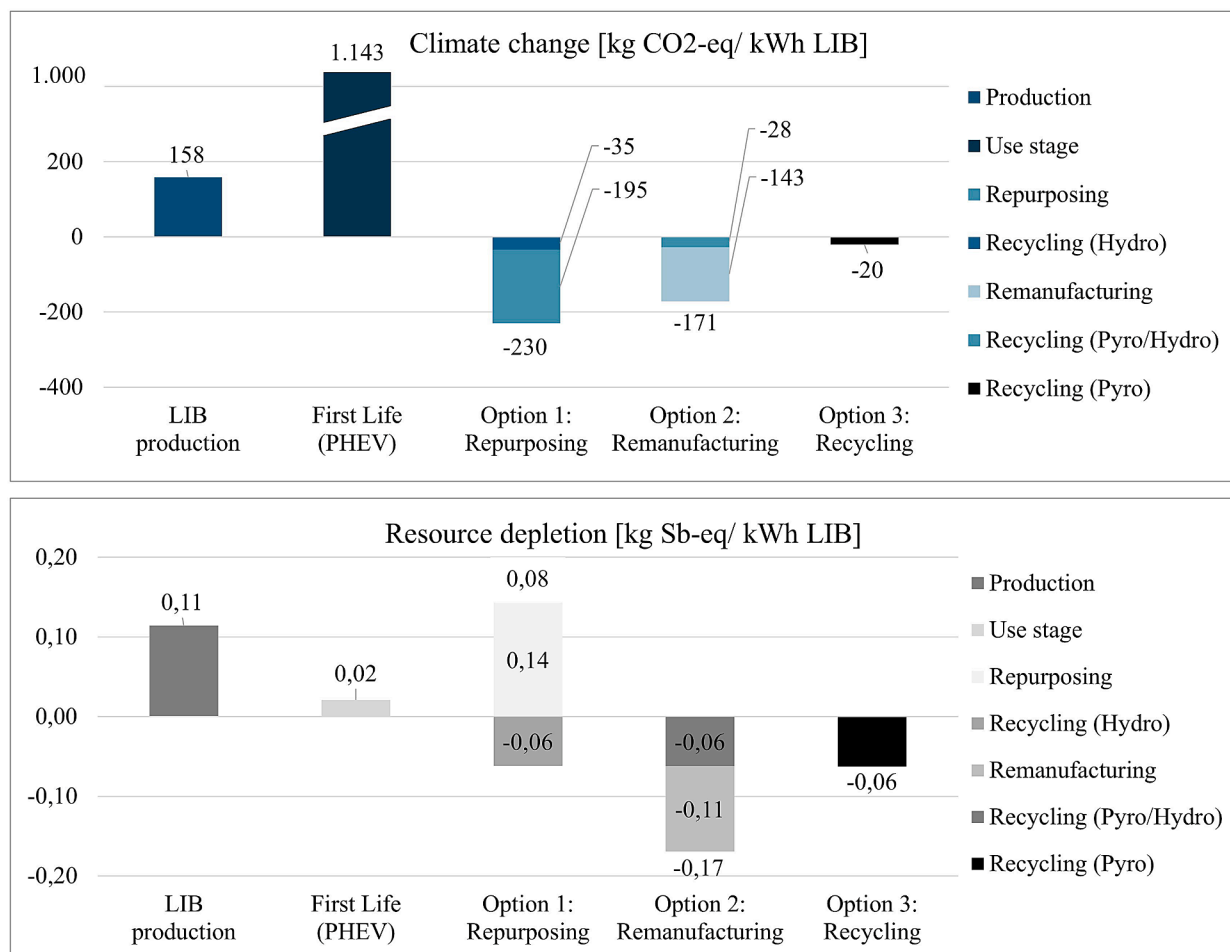 Climate change [kg CO2-eq/ kWh LIB]
1.143
1.000
158
200
0
-200
-400
-35
-195
-230
-28
-143
-171
-20
LIB
production
First Life
(PHEV)
Option 1:
Repurposing
Option 2:
Remanufacturing
Option 3:
Recycling
Production
Use stage
Repurposing
Recycling (Hydro)
Remanufacturing
Recycling (Pyro/Hydro)
Recycling (Pyro)
Resource depletion [kg Sb-eq/ kWh LIB]
0,20
0,10
0,00
-0,10
-0,20
0,11
0,02
0,08
0,14
-0,06
-0,06
-0,11
-0,17
-0,06
LIB
production
First Life
(PHEV)
Option 1:
Repurposing
Option 2:
Remanufacturing
Option 3:
Recycling
Production
Use stage
Repurposing
Recycling (Hydro)
Remanufacturing
Recycling (Pyro/Hydro)
Recycling (Pyro)